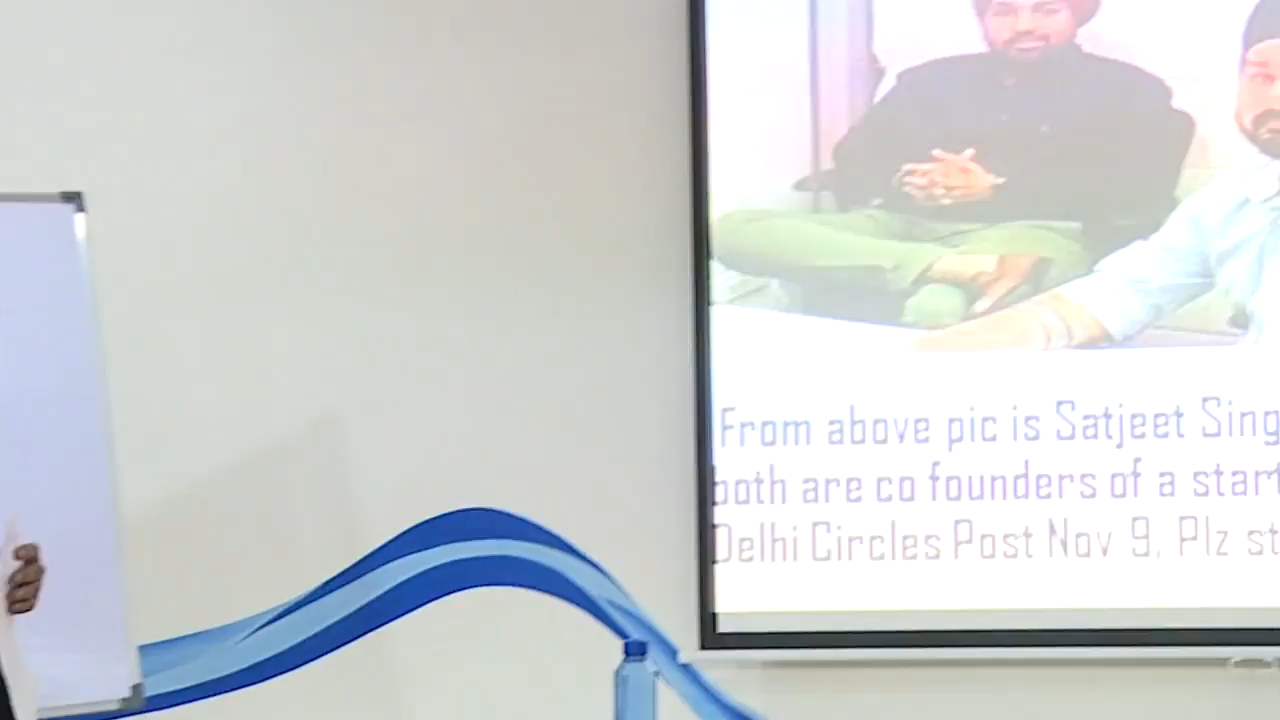 From above pic is Satjeet Sing
both are co founders of a start
Delhi Circles Post Nov 9, Plz st